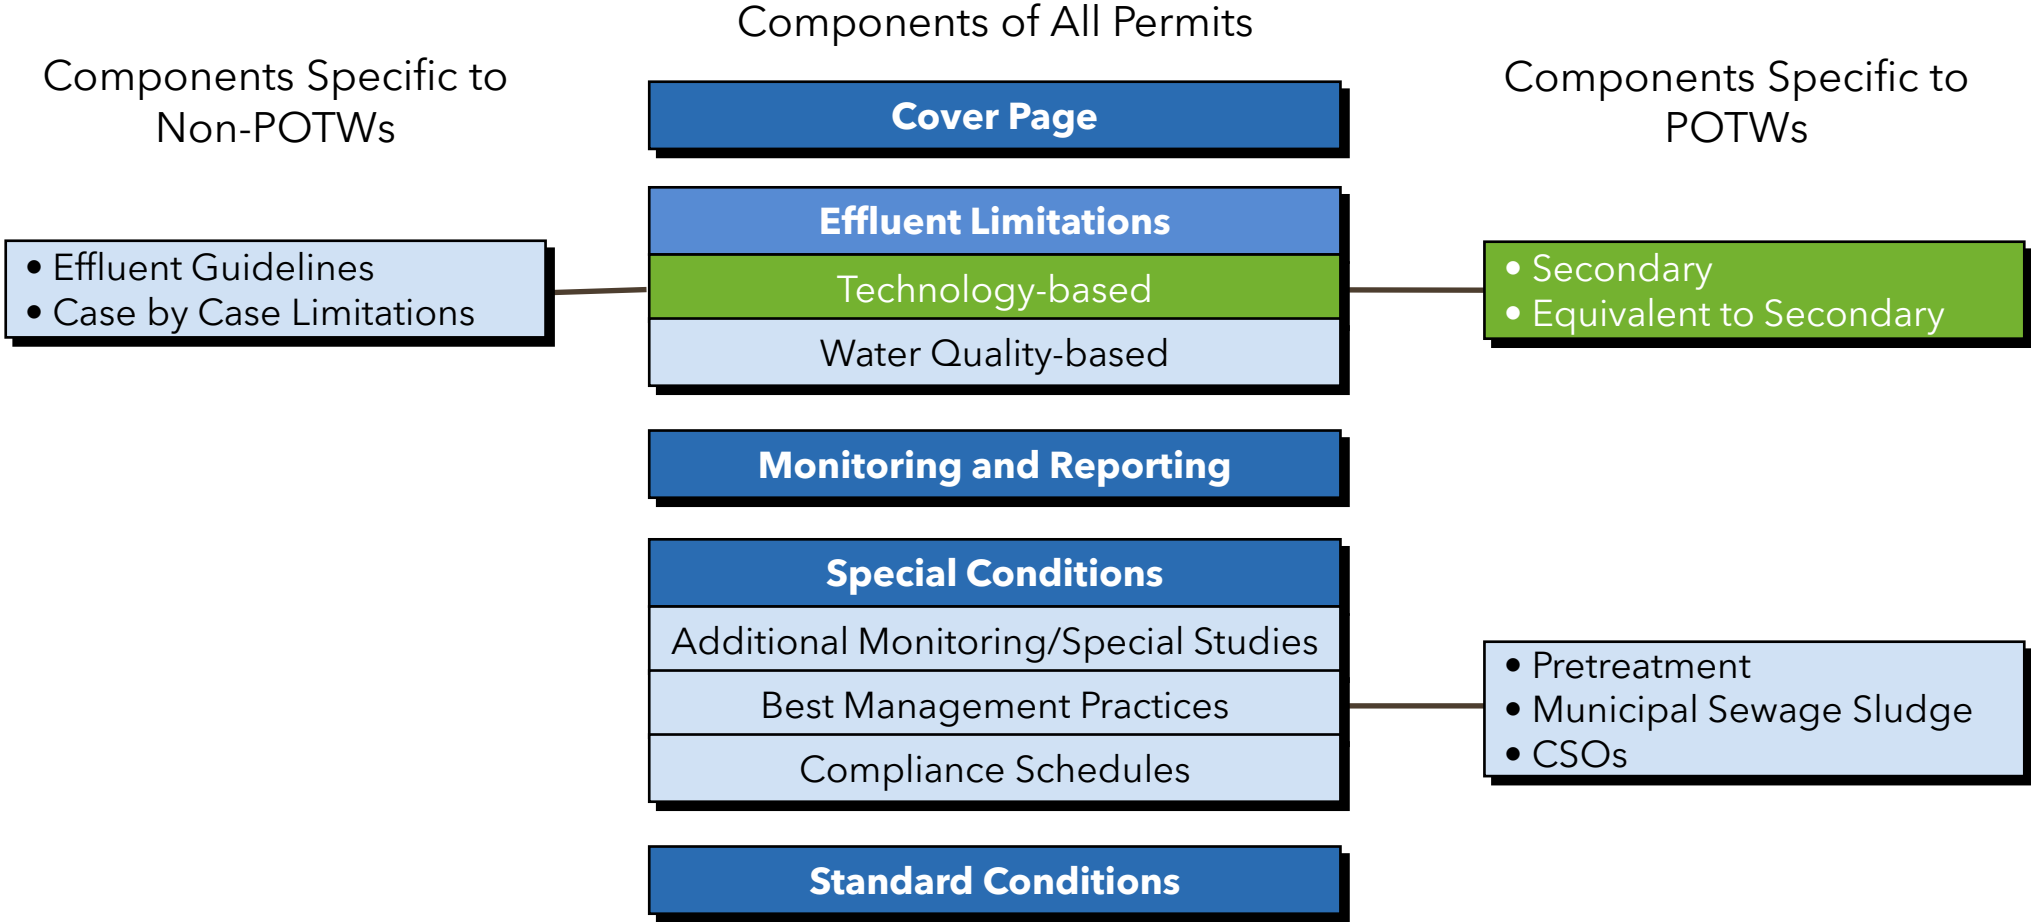 Components of All Permits
Components Specific to
Non-POTWs
Components Specific to
POTWs
Cover Page
Effluent Limitations
Technology-based
Water Quality-based
• Effluent Guidelines
• Case by Case Limitations
• Secondary
• Equivalent to Secondary
Monitoring and Reporting
Special Conditions
Additional Monitoring/Special Studies
Best Management Practices
Compliance Schedules
• Pretreatment
• Municipal Sewage Sludge
• CSOs
Standard Conditions